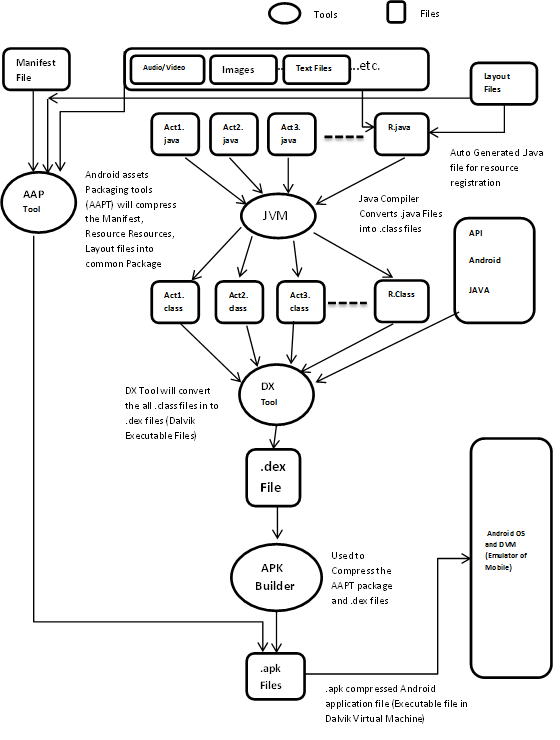 Tools
Files
Manifest
File
Audio/Video
Images
Text Files
...etc.
Layout
Files
Act1.
java
Act2.
java
Act3.
java
R.java
Auto Generated .Java
file for resource
registration
AAP
Tool
Android assets
Packaging tools
(AAPT) will compress
the Manifest,
Resource Resources,
Layout files into
common Package
JVM
Java Compiler
Converts .java Files
into .class files
API
Android
JAVA
Act1.
class
Act2.
class
Act3.
class
R.Class
DX
Tool
DX Tool will convert
the all .class files in to
.dex files (Dalvik
Executable Files)
.dex
File
APK
Builder
Used to
Compress the
AAPT package
and .dex files
Android OS
and DVM
(Emulator of
Mobile)
.apk
Files
.apk compressed Android
application file (Executable file in
Dalvik Virtual Machine)